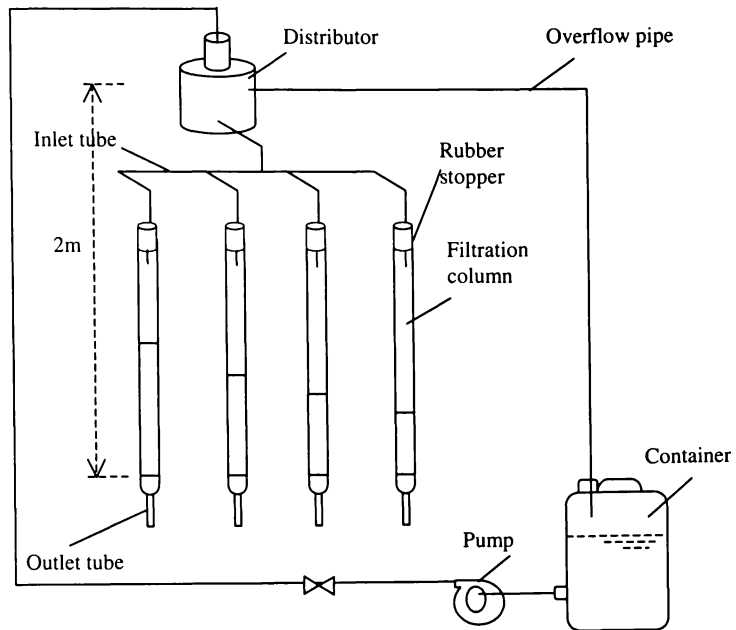 Distributor
Overflow pipe
Inlet tube
Rubber
stopper
2m
Filtration
column
Container
Pump
Outlet tube